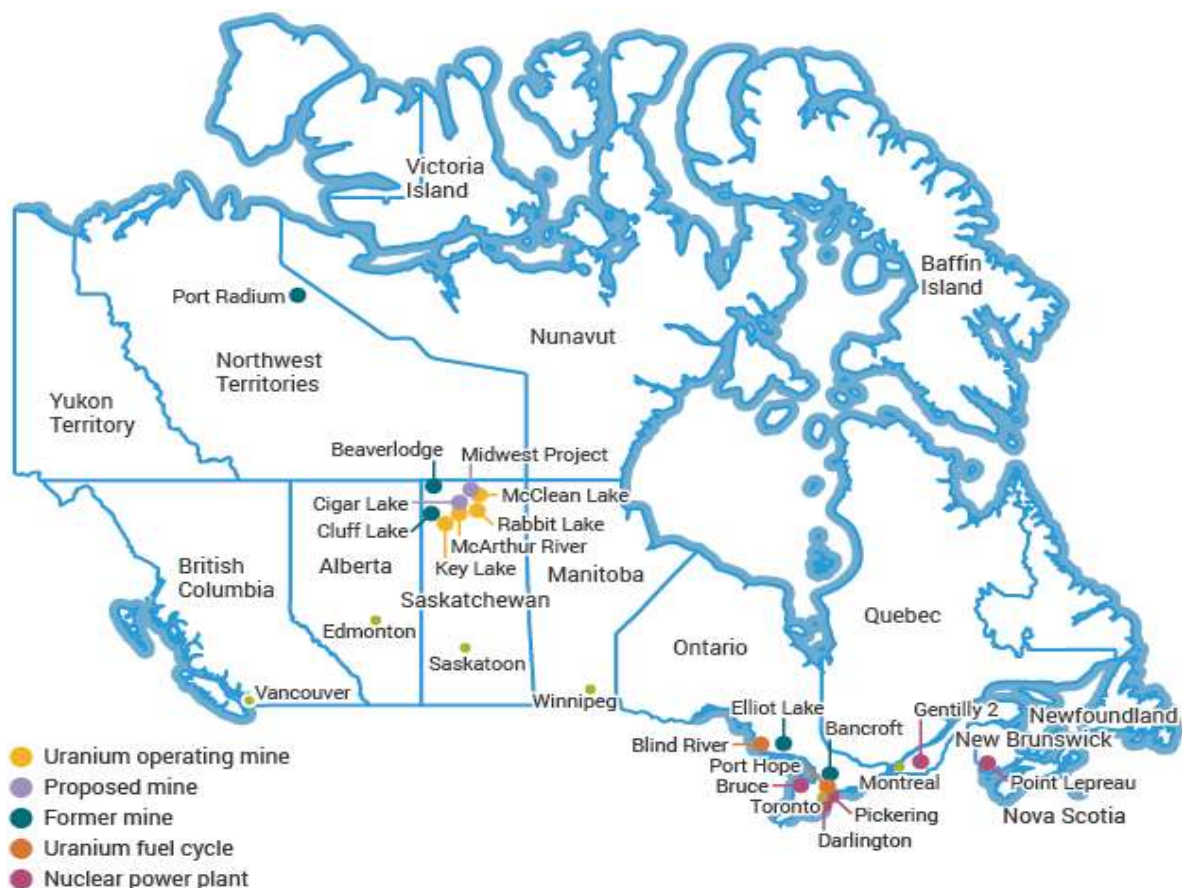 Victoria
Island
Baffin
Island
Port Radium
Nunavut
Northwest
Territories
Yukon
Territory
Beaverlodge
Midwest Project
Cigar Lake
McClean Lake
Cluff Lake
Rabbit Lake
McArthur River
Key Lake
British
Columbia
Alberta
Manitoba
Saskatchewan
Quebec
Edmonton
Ontario
Saskatoon
Vancouver
Winnipeg
Elliot Lake
Gentilly 2
Newfoundland
Bancroft
New Brunswick
Blind River
Port Hope
Montreal
Point Lepreau
Bruce
Toronto
Pickering
Nova Scotia
Darlington
Uranium operating mine
Proposed mine
Former mine
Uranium fuel cycle
Nuclear power plant